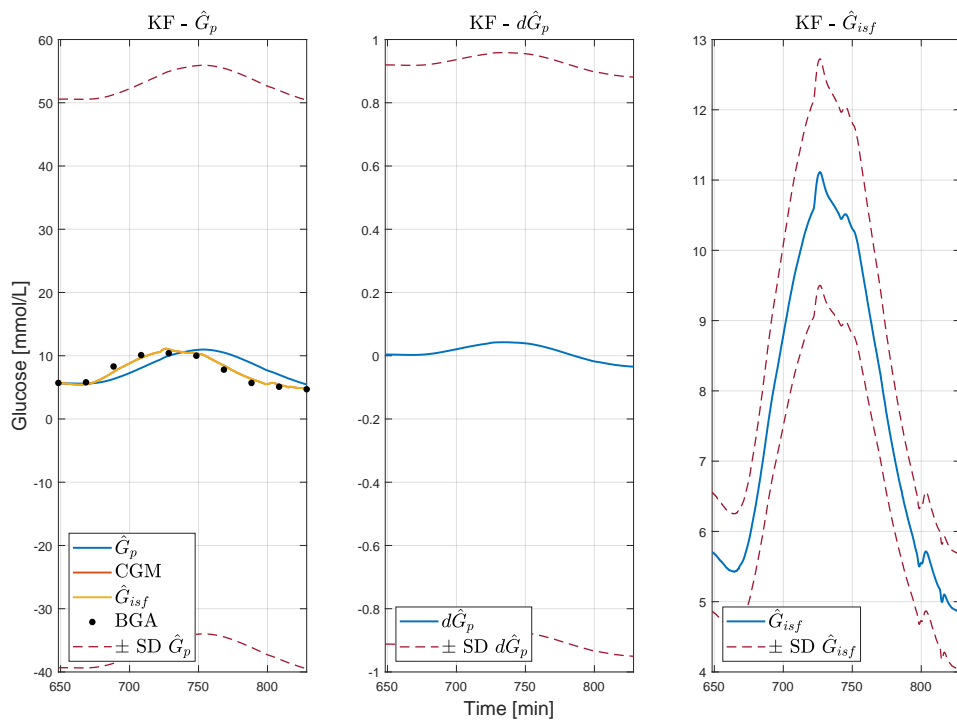 KF - Ĝ_p
60
50
40
30
20
10
0
-10
-20
-30
-40
650 700 750 800
Glucose [mmol/L]
Ĝ_p
CGM
Ĝ_isf
BGA
± SD Ĝ_p
KF - dĜ_p
1
0.8
0.6
0.4
0.2
0
-0.2
-0.4
-0.6
-0.8
-1
650 700 750 800
Time [min]
dĜ_p
± SD dĜ_p
KF - Ĝ_isf
13
12
11
10
9
8
7
6
5
4
650 700 750 800
Ĝ_isf
± SD Ĝ_isf